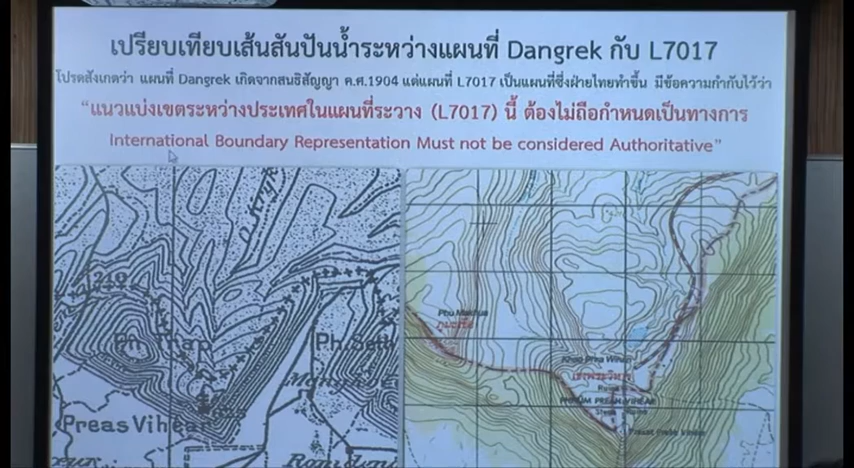 เปรียบเทียบเส้นสันปันน้ำระหว่างแผนที่ Dangrek กับ L7017
โปรดสังเกตว่า แผนที่ Dangrek เกิดจากสนธิสัญญา ค.ศ.1904 แต่แผนที่ L7017 เป็นแผนที่ซึ่งฝ่ายไทยทำขึ้น มีข้อความกำกับไว้ว่า
“แนวแบ่งเขตระหว่างประเทศในแผนที่ระวาง (L7017) นี้ ต้องไม่ถือกำหนดเป็นทางการ
International Boundary Representation Must not be considered Authoritative”
Phu Makhua
ภูมะเขือ
Ph. Trap
Khao Phra Wihan
เขาพระวิหาร
PHNUM PREAH VIHEAR
Preas Vihear